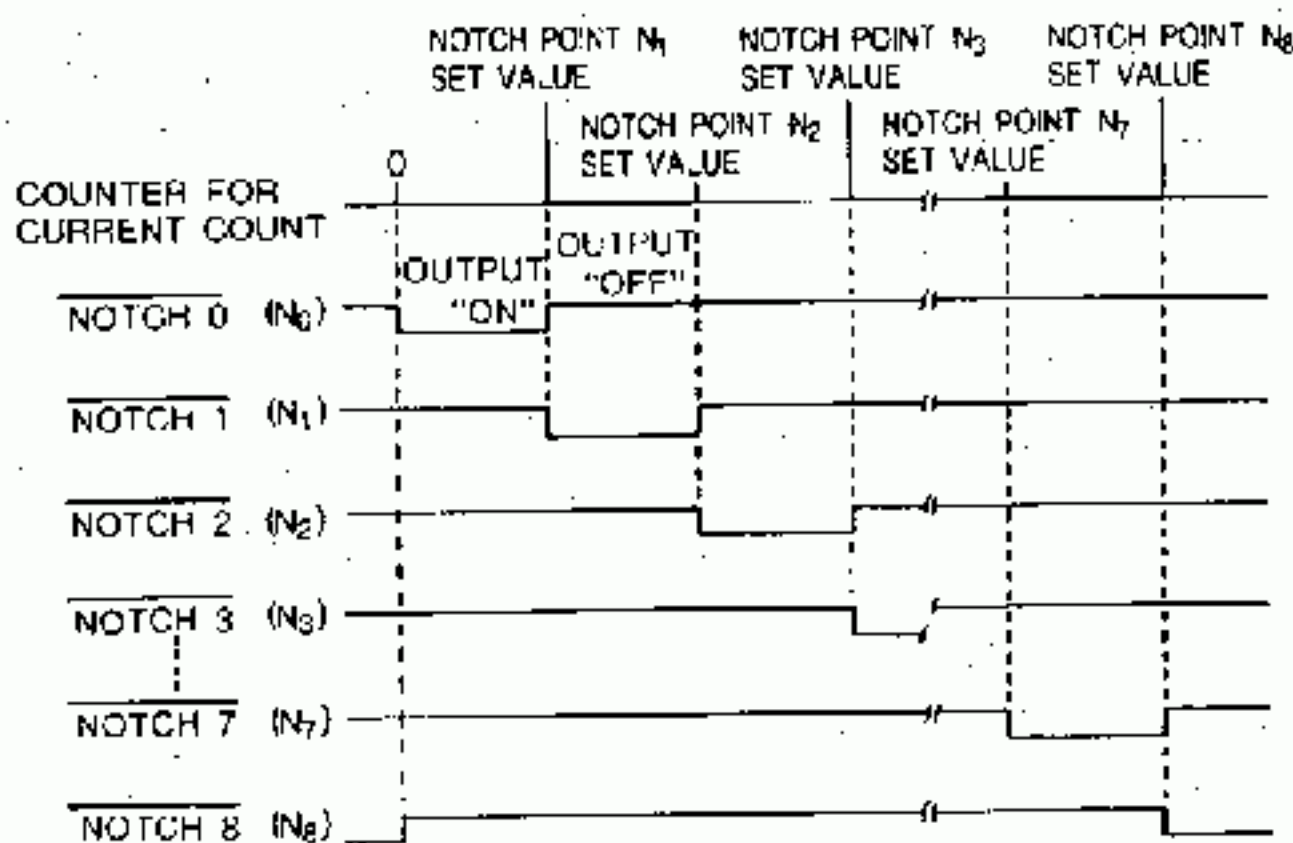 NOTCH POINT N₁ SET VALUE
NOTCH POINT N₃ SET VALUE
NOTCH POINT N₈ SET VALUE
NOTCH POINT N₂ SET VALUE
NOTCH POINT N₇ SET VALUE
0
COUNTER FOR
CURRENT COUNT
OUTPUT "ON"
OUTPUT "OFF"
NOTCH 0 (N₀)
NOTCH 1 (N₁)
NOTCH 2 (N₂)
NOTCH 3 (N₃)
NOTCH 7 (N₇)
NOTCH 8 (N₈)